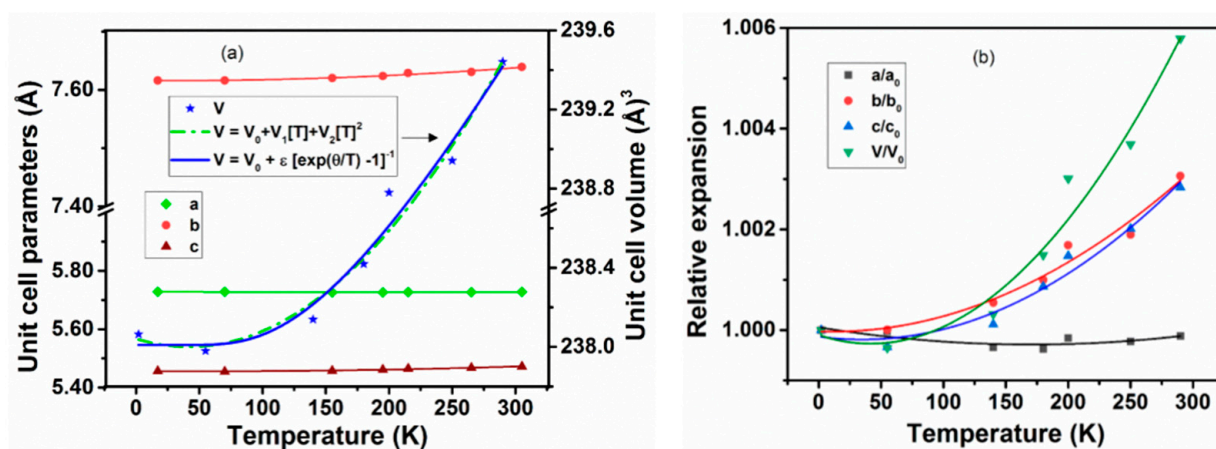 (a)
Unit cell parameters (Å)
7.60
7.40
5.80
5.60
5.40
V
V = V₀+V₁[T]+V₂[T]²
V = V₀ + ε [exp(θ/T) -1]⁻¹
a
b
c
239.6
239.2
238.8
238.4
238.0
Unit cell volume (Å)³
0 50 100 150 200 250 300
Temperature (K)
(b)
Relative expansion
1.006
1.004
1.002
1.000
a/a₀
b/b₀
c/c₀
V/V₀
0 50 100 150 200 250 300
Temperature (K)